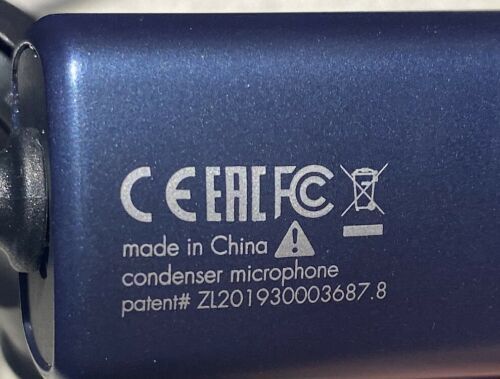 CE EAC FC
made in China
condenser microphone
patent# ZL201930003687.8